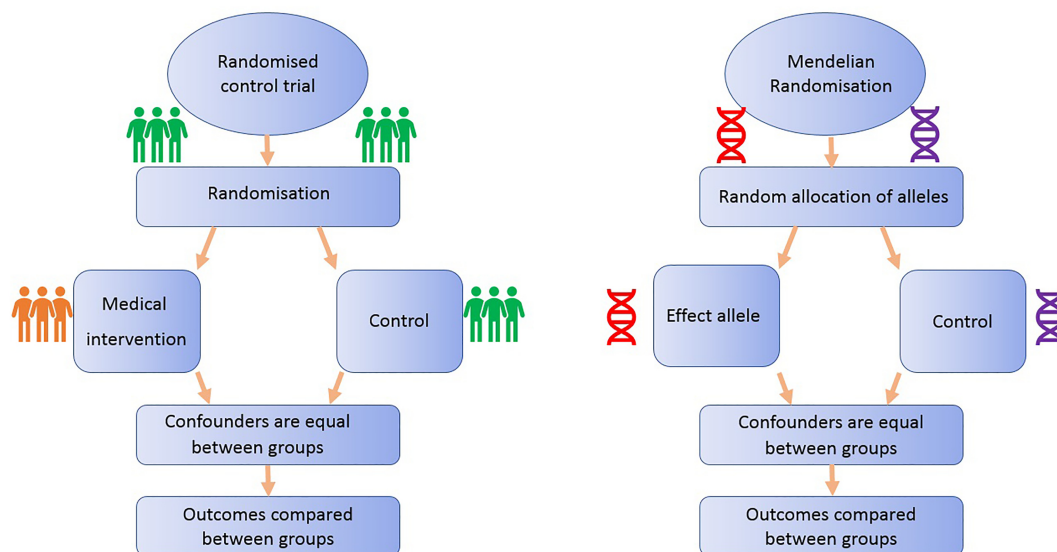 Randomised
control trial
Randomisation
Medical
intervention
Control
Confounders are equal
between groups
Outcomes compared
between groups
Mendelian
Randomisation
Random allocation of alleles
Effect allele
Control
Confounders are equal
between groups
Outcomes compared
between groups